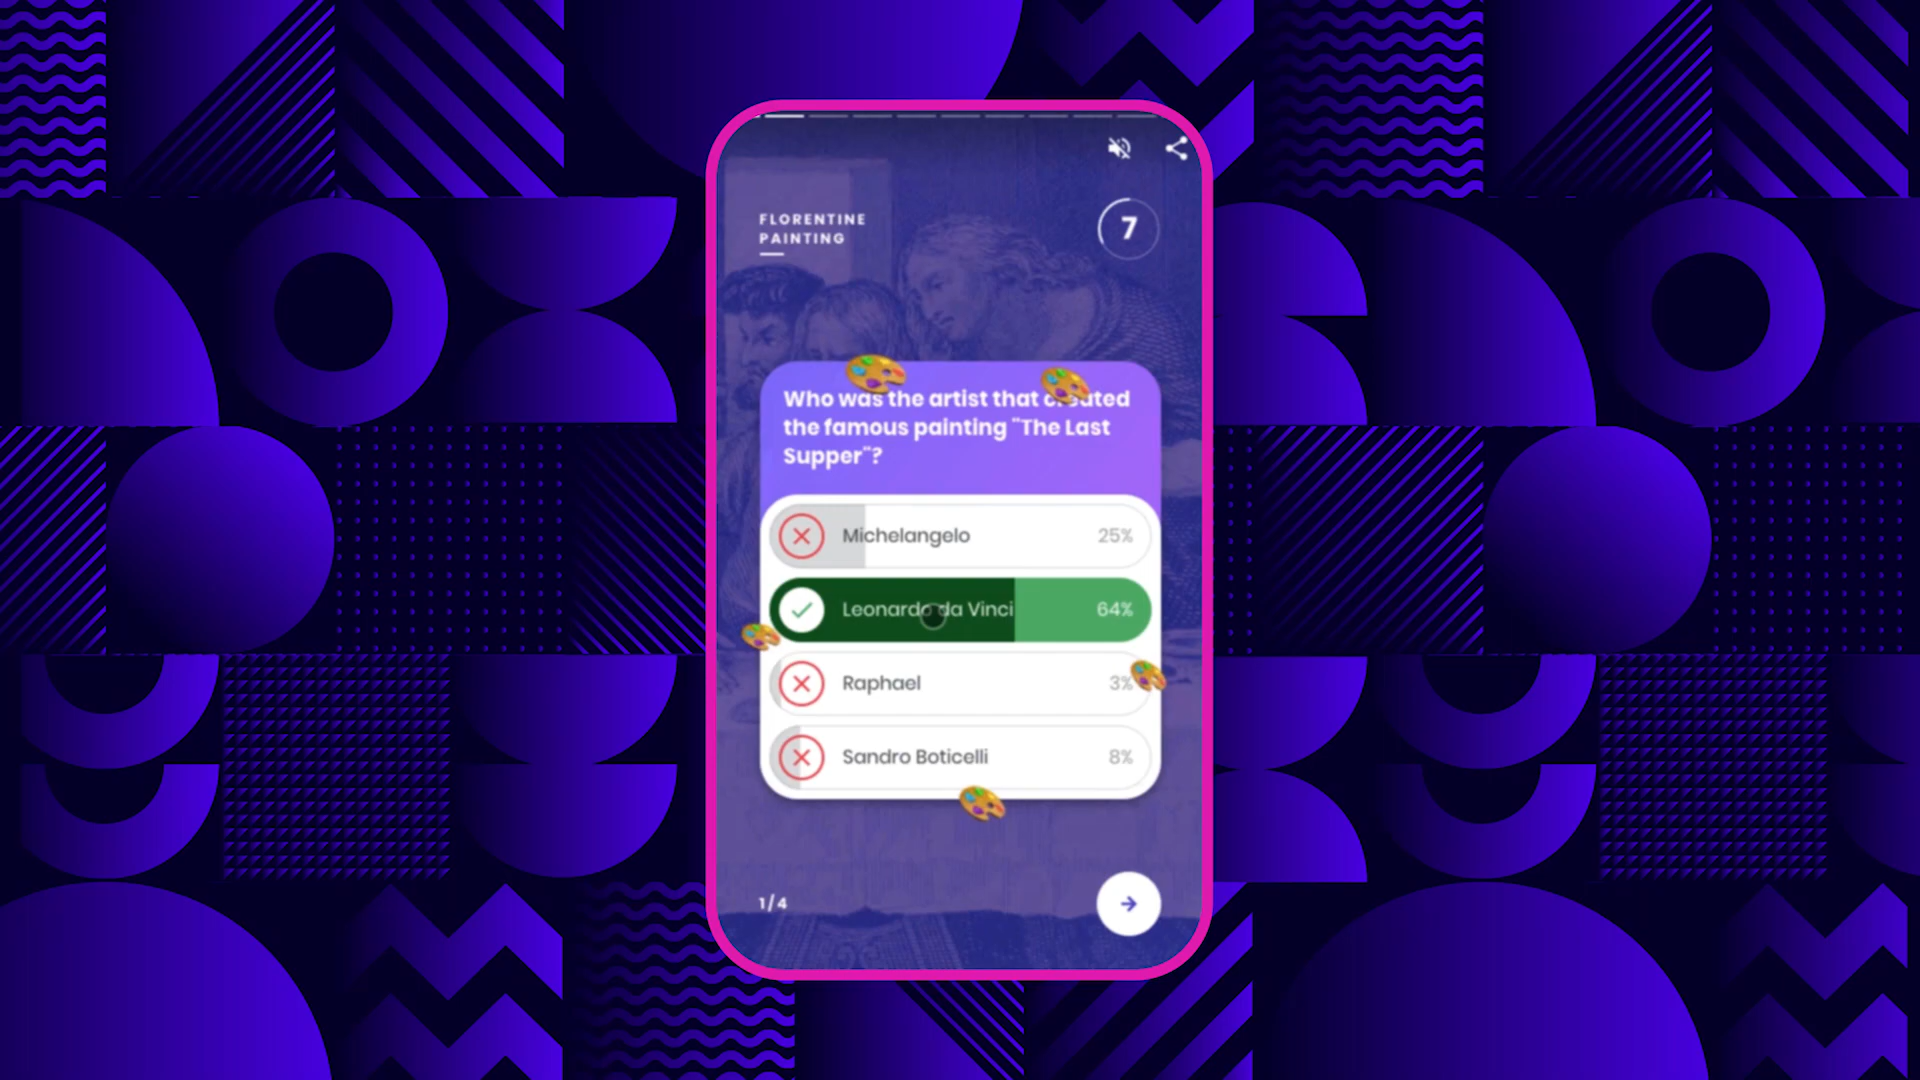 FLORENTINE
PAINTING
7
Who was the artist that created
the famous painting "The Last
Supper"?
Michelangelo 25%
Leonardo da Vinci 64%
Raphael 3%
Sandro Boticelli 8%
1/4